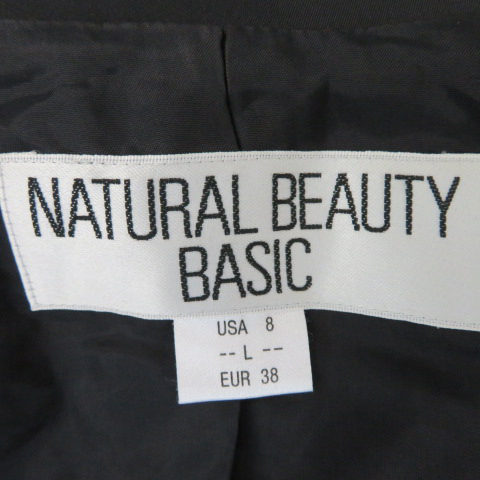 NATURAL BEAUTY
BASIC
USA 8
-- L --
EUR 38